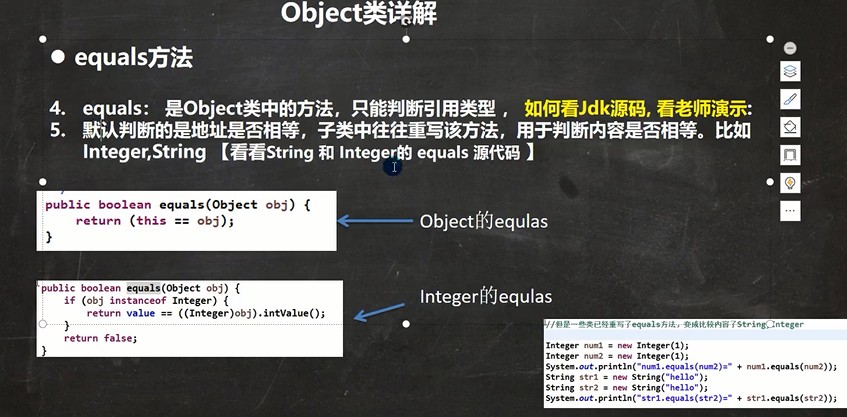 Object类详解
● equals方法
4. equals： 是Object类中的方法，只能判断引用类型 ， 如何看Jdk源码, 看老师演示:
5. 默认判断的是地址是否相等，子类中往往重写该方法，用于判断内容是否相等。比如
Integer,String 【看看String 和 Integer的 equals 源代码 】
public boolean equals(Object obj) {
return (this == obj);
}
Object的equlas
public boolean equals(Object obj) {
if (obj instanceof Integer) {
return value == ((Integer)obj).intValue();
}
return false;
}
Integer的equlas
//但是一些类已经重写了equals方法，变成比较内容了String,Integer
Integer num1 = new Integer(1);
Integer num2 = new Integer(1);
System.out.println("num1.equals(num2)=" + num1.equals(num2));
String str1 = new String("hello");
String str2 = new String("hello");
System.out.println("str1.equals(str2)=" + str1.equals(str2));